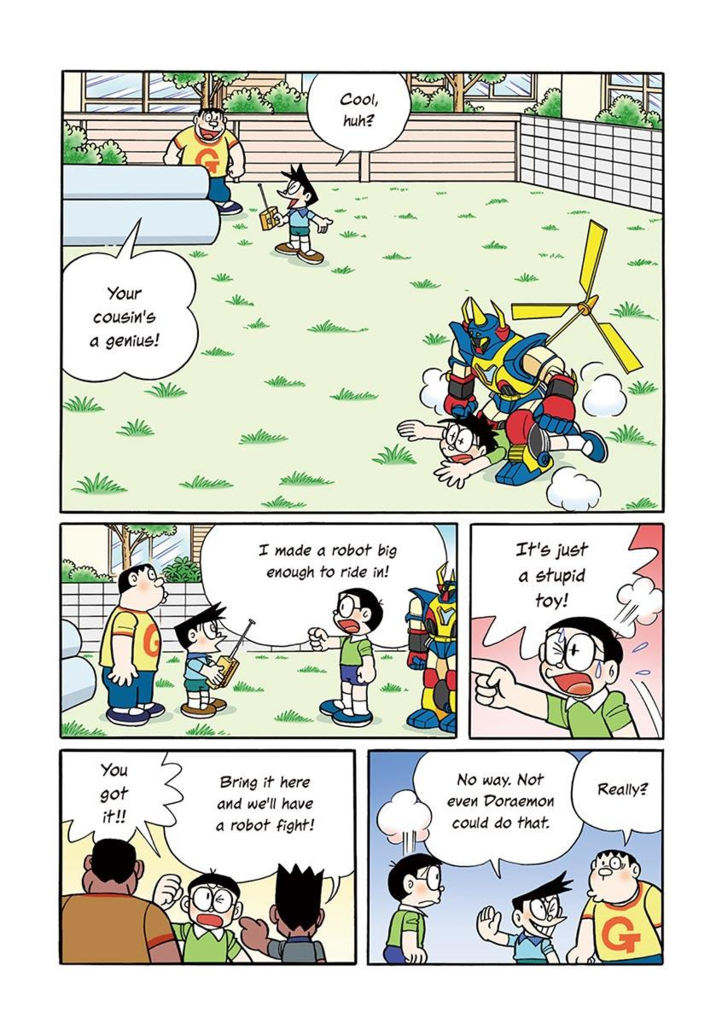 Cool,
huh?
Your
cousin's
a genius!
G
I made a robot big
enough to ride in!
G
It's just
a stupid
toy!
You
got
it!!
Bring it here
and we'll have
a robot fight!
No way. Not
even Doraemon
could do that.
Really?
G